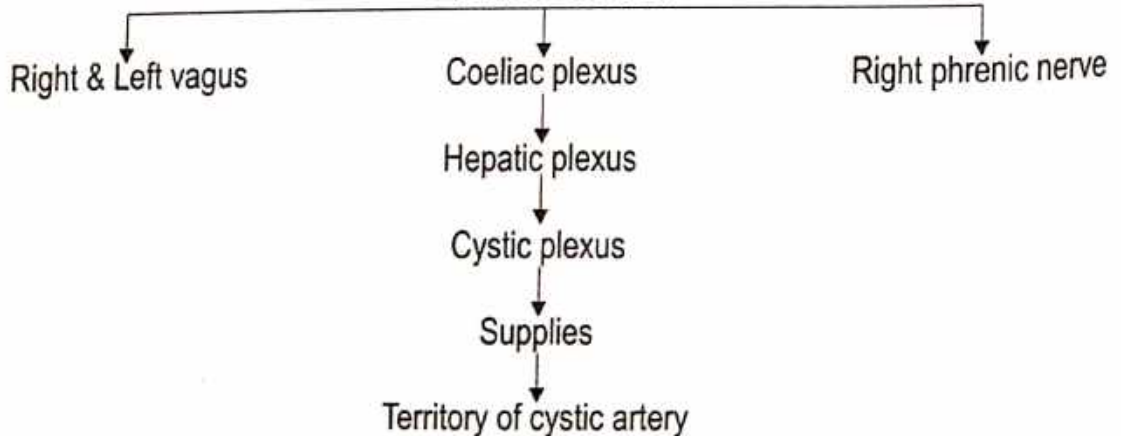 Right & Left vagus Coeliac plexus Right phrenic nerve
Hepatic plexus
Cystic plexus
Supplies
Territory of cystic artery